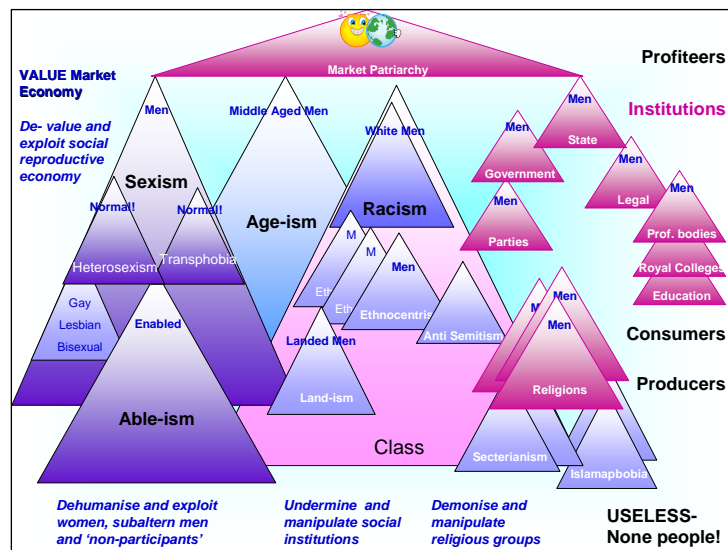 Market Patriarchy
Profiteers
VALUE Market
Economy
De- value and
exploit social
reproductive
economy
Men
Sexism
Normal!
Heterosexism
Normal!
Transphobia
Gay
Lesbian
Bisexual
Enabled
Able-ism
Middle Aged Men
Age-ism
White Men
Racism
M
Eth
M
Eth
Men
Ethnocentris
Anti Semitism
Landed Men
Land-ism
Class
Institutions
Men
State
Men
Government
Men
Parties
Men
Legal
Men
Prof. bodies
Royal Colleges
Education
Consumers
Producers
M
Men
Men
Religions
Secterianism
Islamapbobia
Dehumanise and exploit
women, subaltern men
and ‘non-participants’
Undermine and
manipulate social
institutions
Demonise and
manipulate
religious groups
USELESS-
None people!